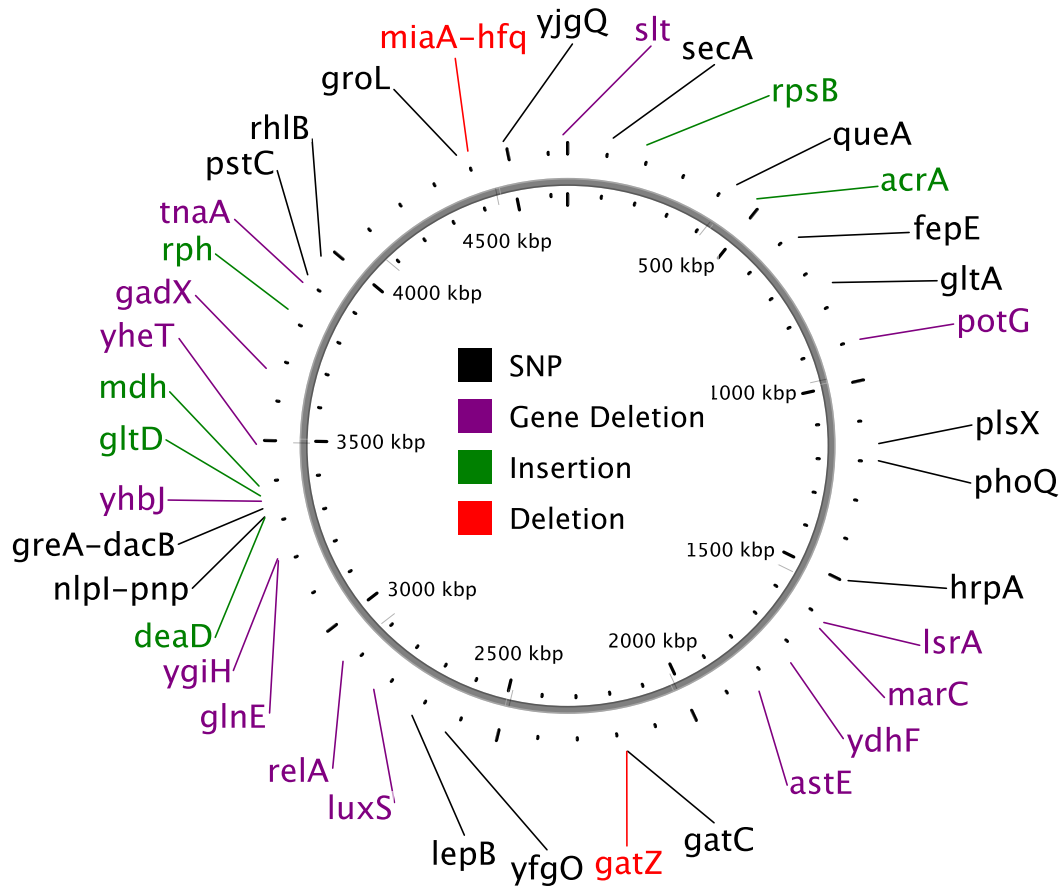 yjgQ
slt
miaA-hfq
secA
groL
rpsB
rhlB
queA
pstC
acrA
tnaA
fepE
rph
4500 kbp
500 kbp
gltA
gadX
4000 kbp
potG
yheT
SNP
mdh
1000 kbp
Gene Deletion
plsX
gltD
3500 kbp
Insertion
phoQ
yhbJ
Deletion
greA-dacB
1500 kbp
nlpI-pnp
3000 kbp
hrpA
deaD
2000 kbp
lsrA
2500 kbp
ygiH
marC
glnE
ydhF
relA
astE
luxS
gatC
lepB
gatZ
yfgO